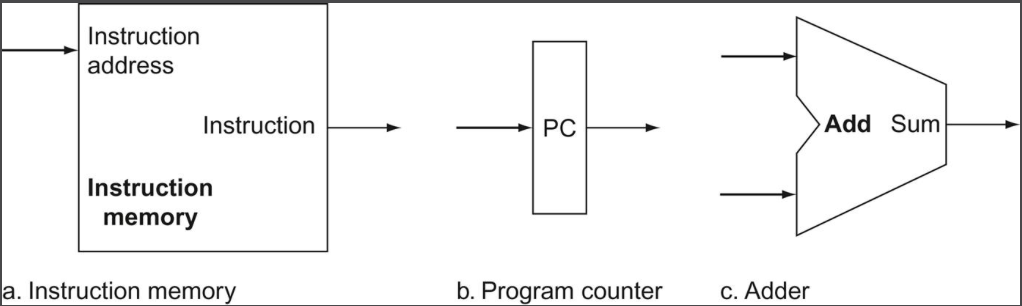 Instruction
address
Instruction
Instruction
memory
PC
Add Sum
a. Instruction memory
b. Program counter
c. Adder